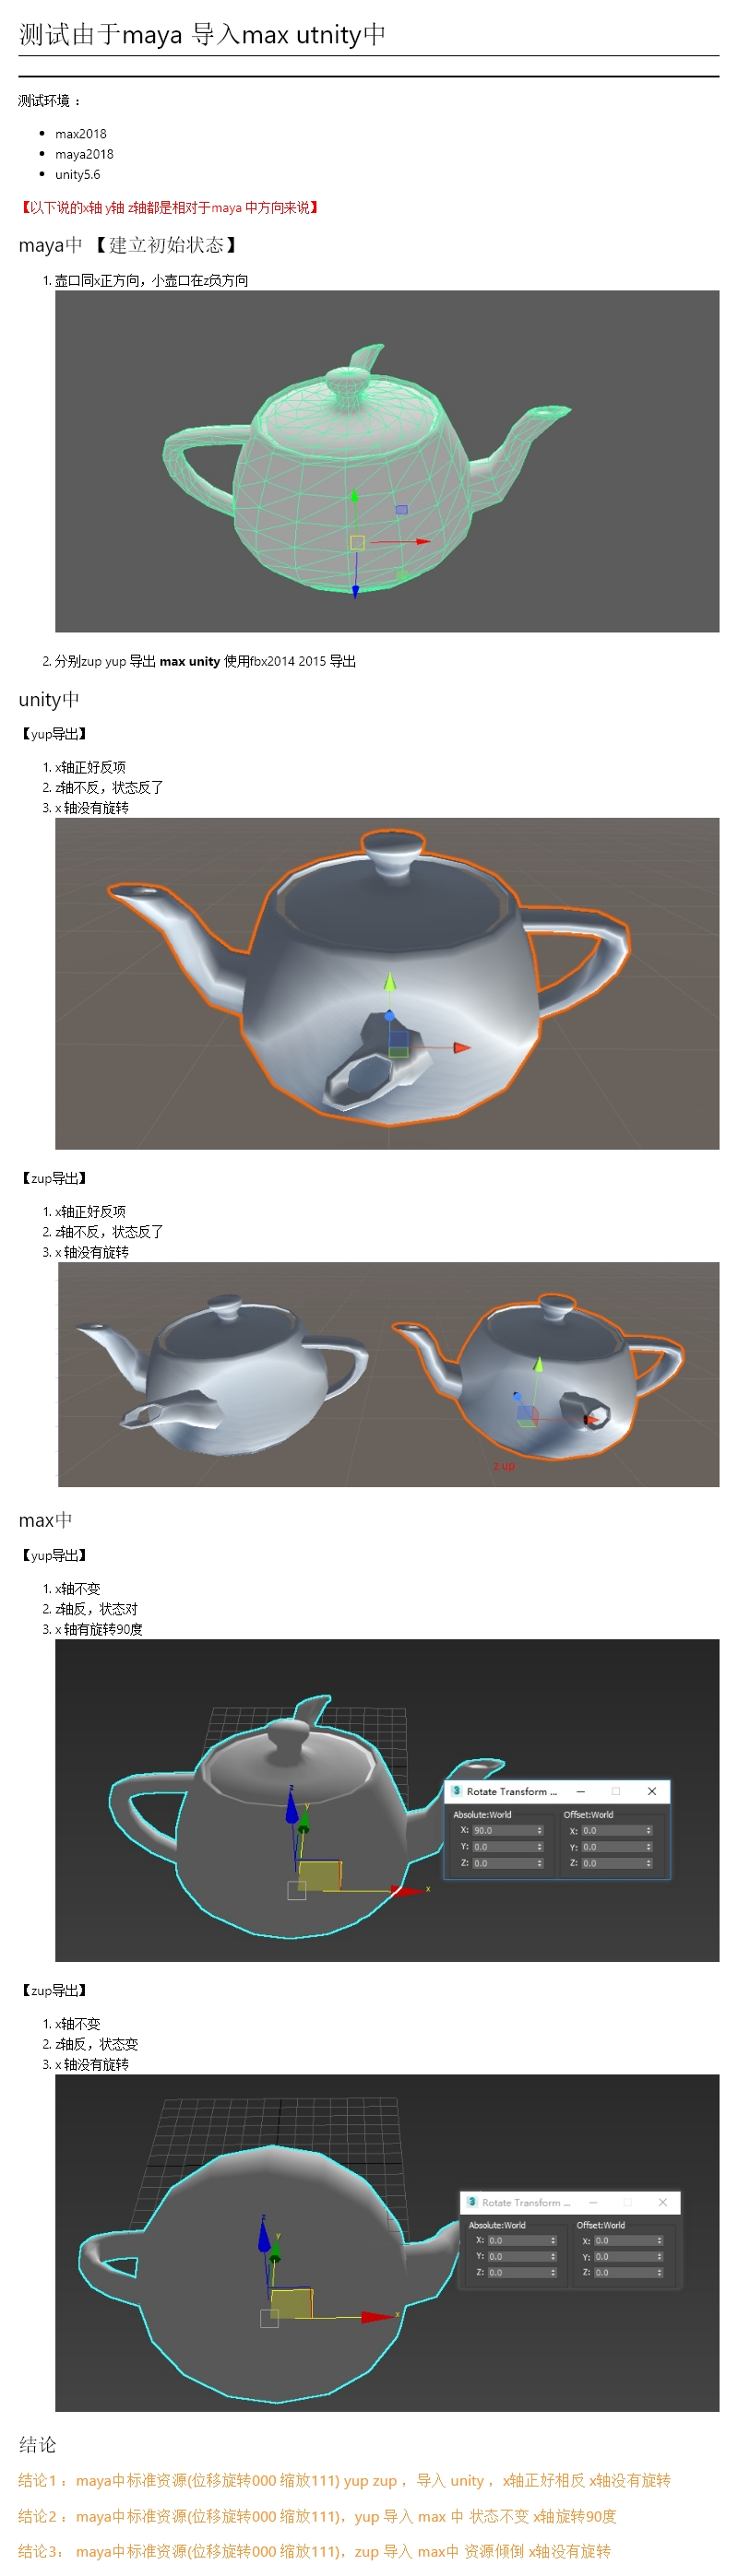 测试由于maya 导入max utnity中
测试环境 :
max2018
maya2018
unity5.6
【以下说的x轴 y轴 z轴都是相对于maya 中方向来说】
maya中 【建立初始状态】
1. 壶口同x正方向，小壶口在z负方向
2. 分别zup yup 导出 max unity 使用fbx2014 2015 导出
unity中
【yup导出】
1. x轴正好反项
2. z轴不反，状态反了
3. x 轴没有旋转
【zup导出】
1. x轴正好反项
2. z轴不反，状态反了
3. x 轴没有旋转
z up
max中
【yup导出】
1. x轴不变
2. z轴反，状态对
3. x 轴有旋转90度
z
y
x
3 Rotate Transform ...
Absolute:World Offset:World
X: 90.0 X: 0.0
Y: 0.0 Y: 0.0
Z: 0.0 Z: 0.0
【zup导出】
1. x轴不变
2. z轴反，状态变
3. x 轴没有旋转
z
y
x
3 Rotate Transform ...
Absolute:World Offset:World
X: 0.0 X: 0.0
Y: 0.0 Y: 0.0
Z: 0.0 Z: 0.0
结论
结论1： maya中标准资源(位移旋转000 缩放111) yup zup ，导入 unity ，x轴正好相反 x轴没有旋转
结论2： maya中标准资源(位移旋转000 缩放111)，yup 导入 max 中 状态不变 x轴旋转90度
结论3： maya中标准资源(位移旋转000 缩放111)，zup 导入 max中 资源倾倒 x轴没有旋转